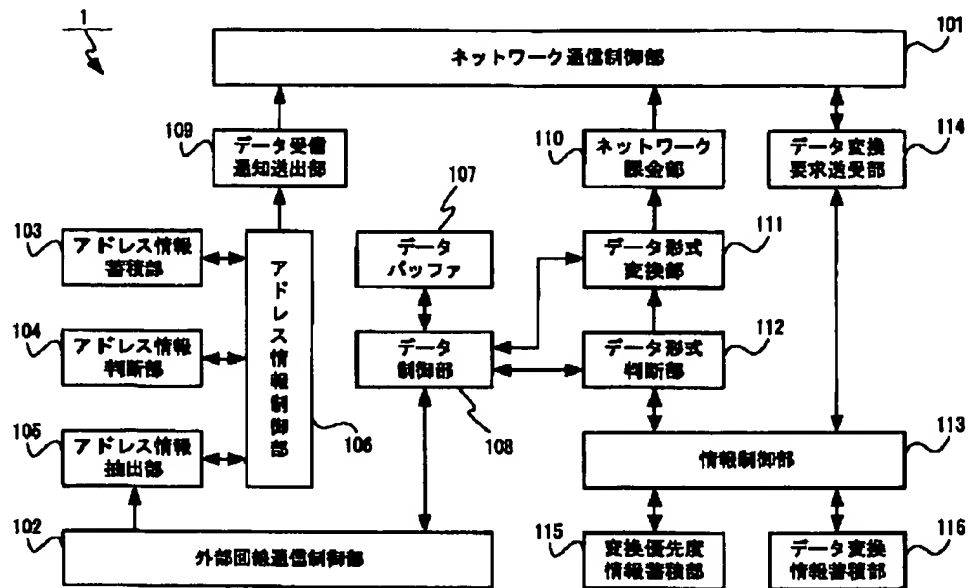 1
101
ネットワーク通信制御部
109
データ受信
通知送出部
110
ネットワーク
課金部
114
データ変換
要求送受部
107
データ
バッファ
103
アドレス情報
蓄積部
111
データ形式
変換部
アドレス情報制御部
106
104
アドレス情報
判断部
データ
制御部
108
112
データ形式
判断部
105
アドレス情報
抽出部
113
情報制御部
102
外部回線通信制御部
115
変換優先度
情報蓄積部
データ変換
情報蓄積部
116